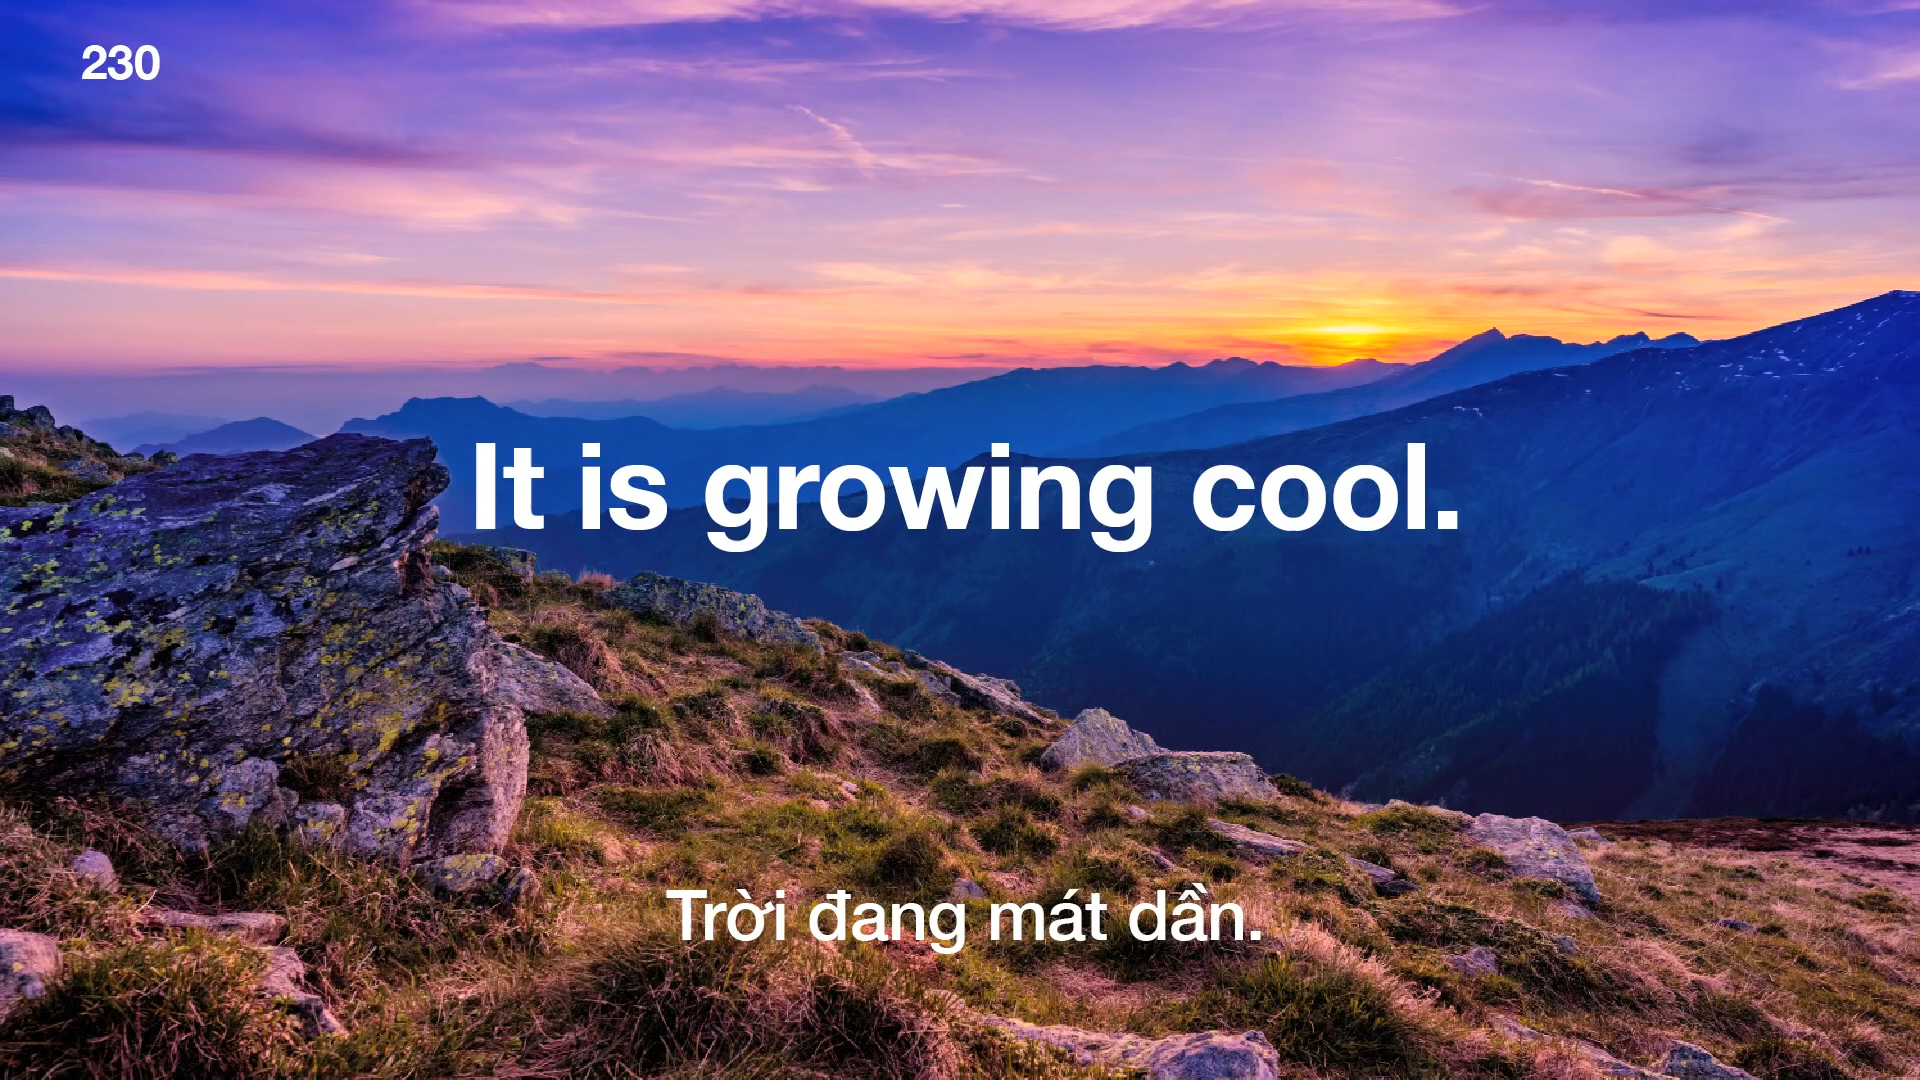 230
It is growing cool.
Trời đang mát dần.